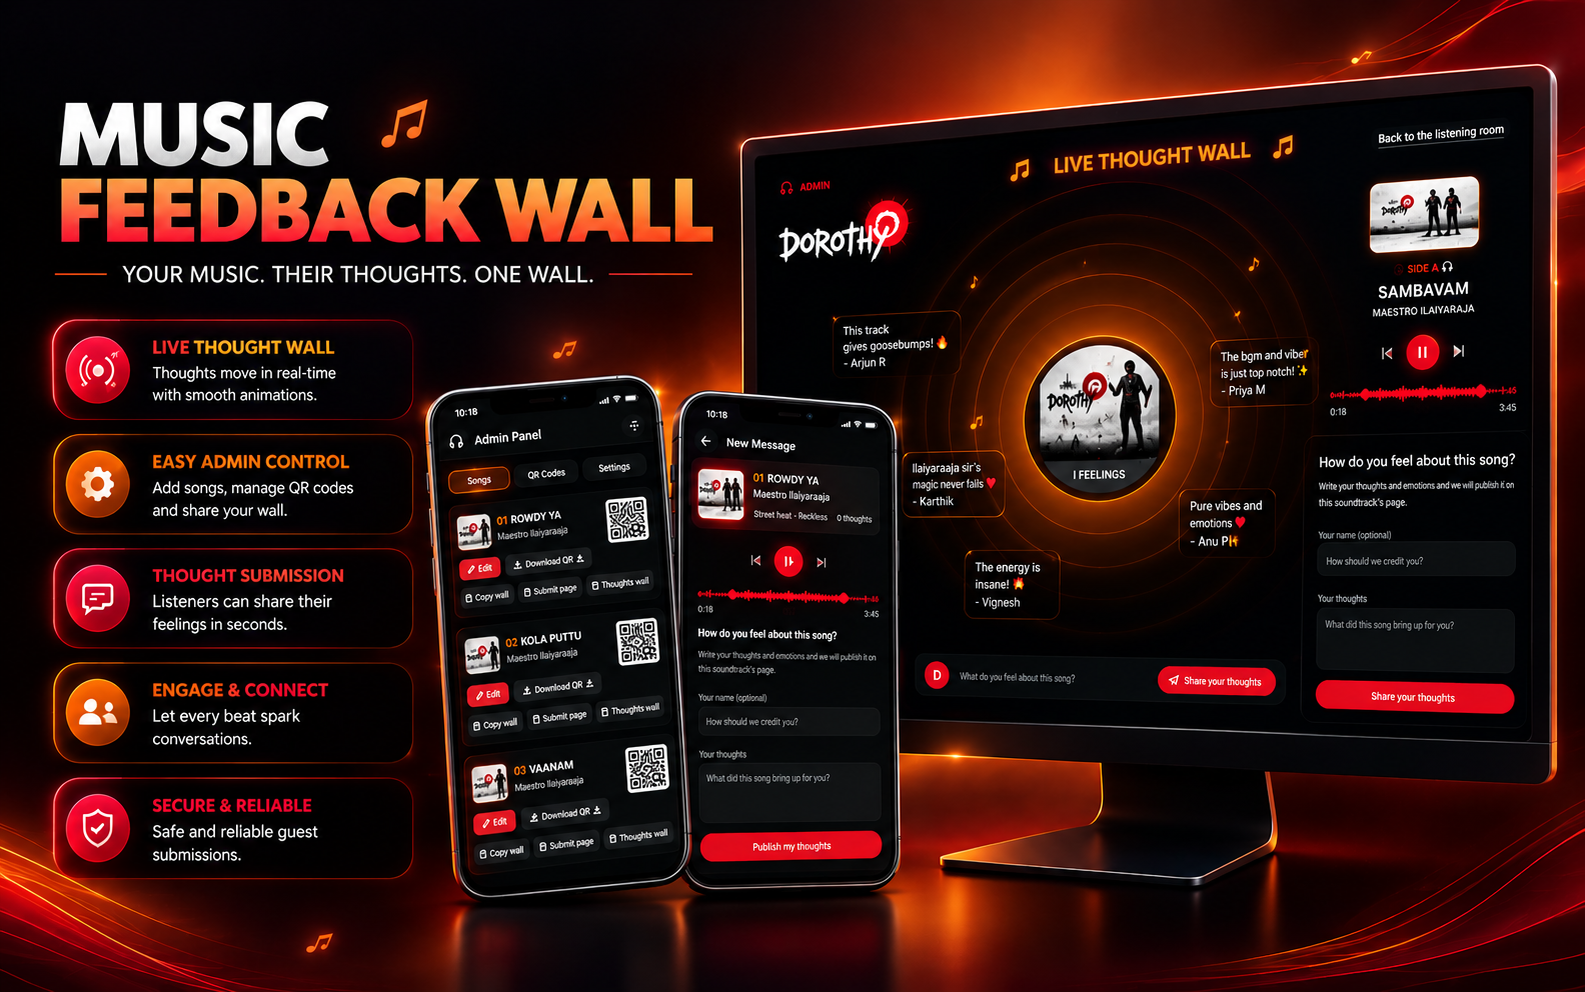 MUSIC
FEEDBACK WALL
YOUR MUSIC. THEIR THOUGHTS. ONE WALL.
LIVE THOUGHT WALL
Thoughts move in real-time
with smooth animations.
EASY ADMIN CONTROL
Add songs, manage QR codes
and share your wall.
THOUGHT SUBMISSION
Listeners can share their
feelings in seconds.
ENGAGE & CONNECT
Let every beat spark
conversations.
SECURE & RELIABLE
Safe and reliable guest
submissions.
10:18
Admin Panel
Songs
QR Codes
Settings
01 ROWDY YA
Maestro Ilaiyaraaja
Edit
Download QR
Copy wall
Submit page
Thoughts wall
02 KOLA PUTTU
Maestro Ilaiyaraaja
Edit
Download QR
Copy wall
Submit page
Thoughts wall
03 VAANAM
Maestro Ilaiyaraaja
Edit
Download QR
Copy wall
Submit page
Thoughts wall
10:18
New Message
DOROTHY
01 ROWDY YA
Maestro Ilaiyaraaja
Street heat - Reckless 0 thoughts
0:18
3:45
How do you feel about this song?
Write your thoughts and emotions and we will publish it on
this soundtrack's page.
Your name (optional)
How should we credit you?
Your thoughts
What did this song bring up for you?
Publish my thoughts
ADMIN
DOROTHY
LIVE THOUGHT WALL
Back to the listening room
This track
gives goosebumps! 🔥
- Arjun R
The bgm and viber
is just top notch! ✨
- Priya M
Ilaiyaraaja sir's
magic never fails ♥
- Karthik
Pure vibes and
emotions ♥
- Anu P
The energy is
insane! 🔥
- Vignesh
DOROTHY
I FEELINGS
D
What do you feel about this song?
Share your thoughts
DOROTHY
SIDE A
SAMBAVAM
MAESTRO ILAIYARAJA
0:18
3:45
How do you feel about this song?
Write your thoughts and emotions and we will publish it on
this soundtrack's page.
Your name (optional)
How should we credit you?
Your thoughts
What did this song bring up for you?
Share your thoughts